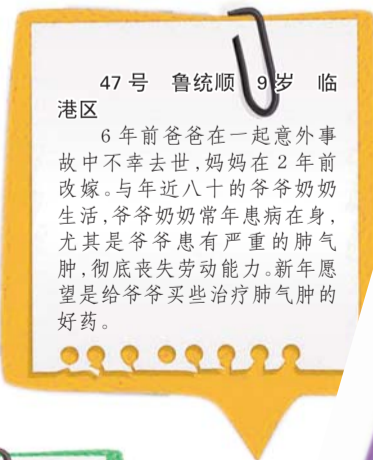 47号 鲁统顺 9岁 临
港区
6年前爸爸在一起意外事
故中不幸去世,妈妈在2年前
改嫁。与年近八十的爷爷奶奶
生活,爷爷奶奶常年患病在身,
尤其是爷爷患有严重的肺气
肿,彻底丧失劳动能力。新年愿
望是给爷爷买些治疗肺气肿的
好药。